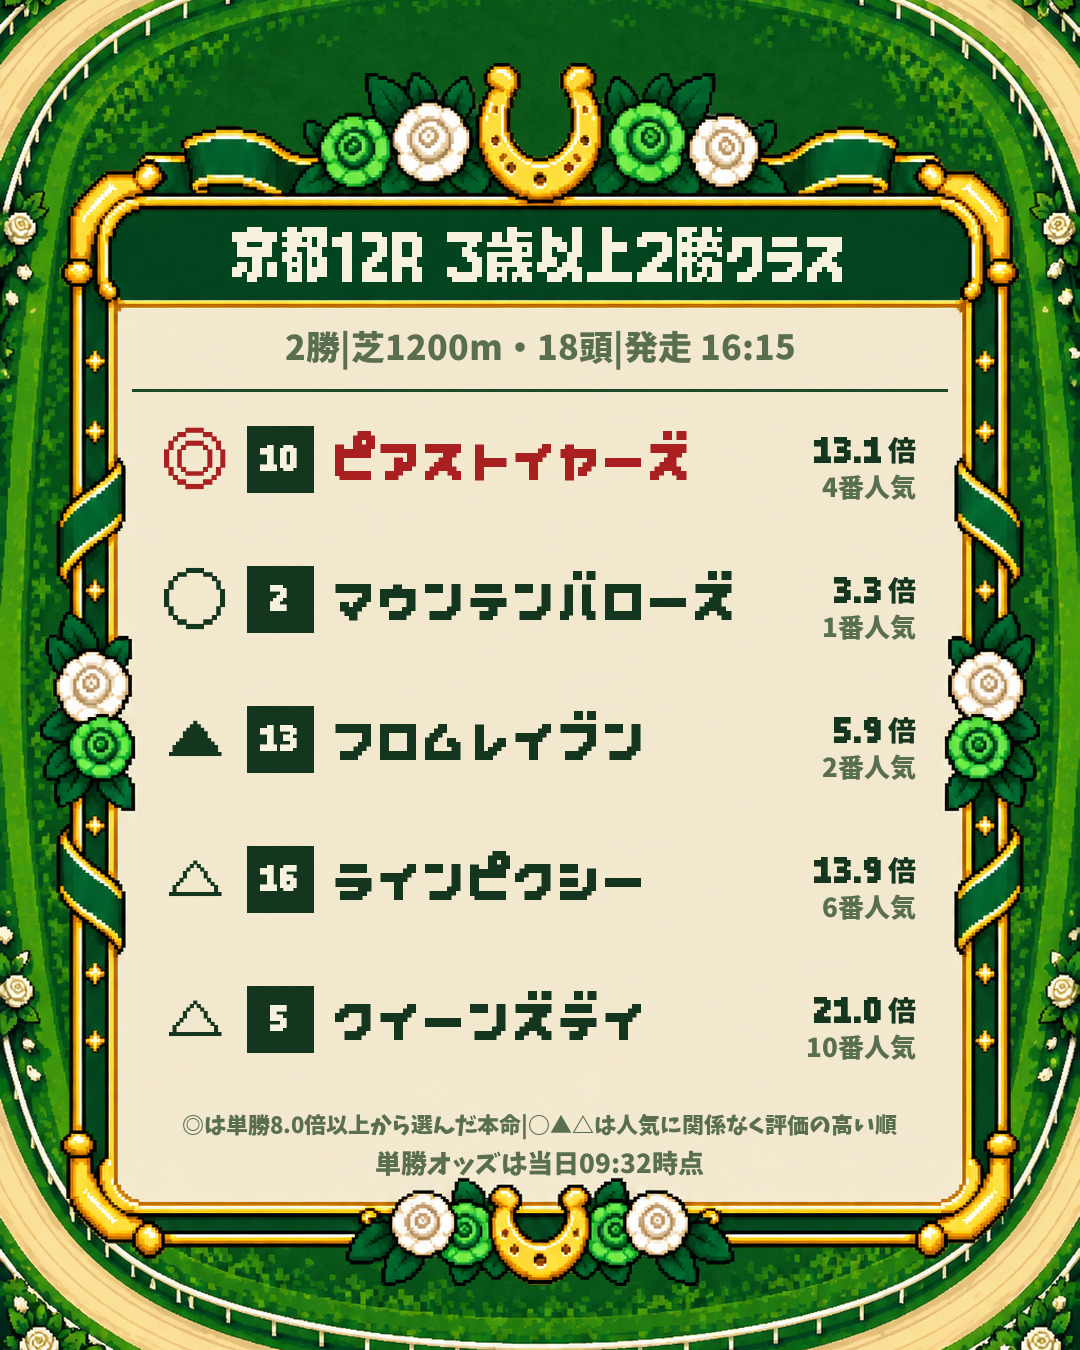 京都12R 3歳以上2勝クラス
2勝|芝1200m・18頭|発走 16:15
◎ 10 ピアストイヤーズ 13.1倍
4番人気
○ 2 マウンテンバローズ 3.3倍
1番人気
▲ 13 フロムレイブン 5.9倍
2番人気
△ 16 ラインピクシー 13.9倍
6番人気
△ 5 クイーンズデイ 21.0倍
10番人気
◎は単勝8.0倍以上から選んだ本命|○▲△は人気に関係なく評価の高い順
単勝オッズは当日09:32時点